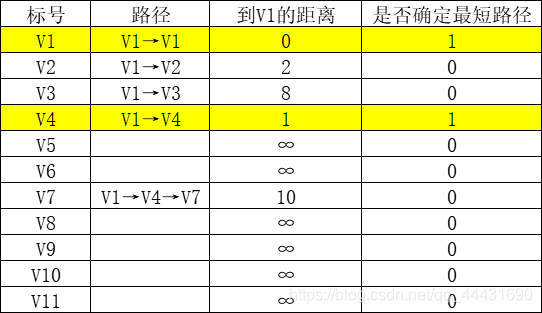 标号 路径 到V1的距离 是否确定最短路径
V1 V1→V1 0 1
V2 V1→V2 2 0
V3 V1→V3 8 0
V4 V1→V4 1 1
V5 ∞ 0
V6 ∞ 0
V7 V1→V4→V7 10 0
V8 ∞ 0
V9 ∞ 0
V10 ∞ 0
V11 ∞ 0
https://blog.csdn.net/qq_44431690